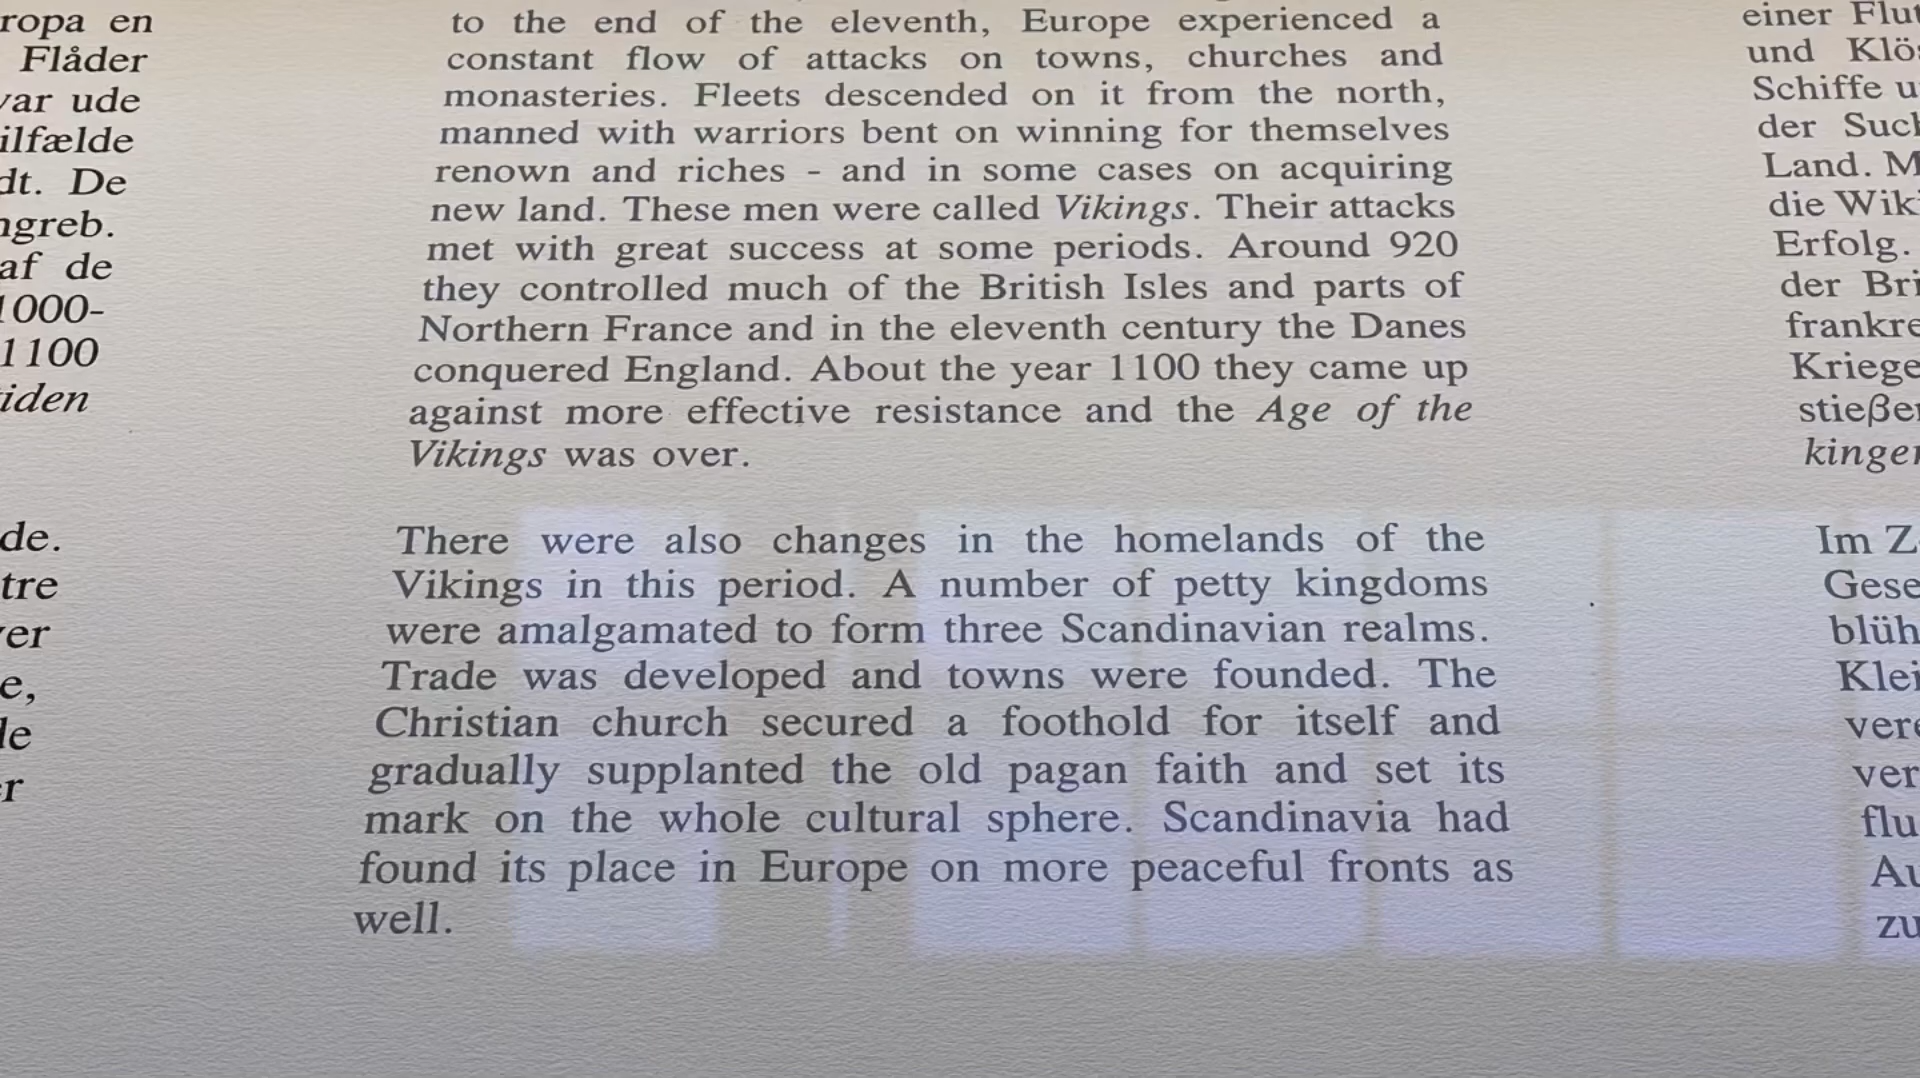 ropa en
Flåder
var ude
ilfælde
dt. De
ngreb.
af de
1000-
1100
tiden
de.
tre
ver
e,
de
er
to the end of the eleventh, Europe experienced a
constant flow of attacks on towns, churches and
monasteries. Fleets descended on it from the north,
manned with warriors bent on winning for themselves
renown and riches - and in some cases on acquiring
new land. These men were called Vikings. Their attacks
met with great success at some periods. Around 920
they controlled much of the British Isles and parts of
Northern France and in the eleventh century the Danes
conquered England. About the year 1100 they came up
against more effective resistance and the Age of the
Vikings was over.
There were also changes in the homelands of the
Vikings in this period. A number of petty kingdoms
were amalgamated to form three Scandinavian realms.
Trade was developed and towns were founded. The
Christian church secured a foothold for itself and
gradually supplanted the old pagan faith and set its
mark on the whole cultural sphere. Scandinavia had
found its place in Europe on more peaceful fronts as
well.
einer Flut
und Klös
Schiffe u
der Such
Land. M
die Wiki
Erfolg.
der Bri
frankre
Kriege
stießen
kinger
Im Z
Gese
blüh
Klei
vere
ver
flu
Au
zu